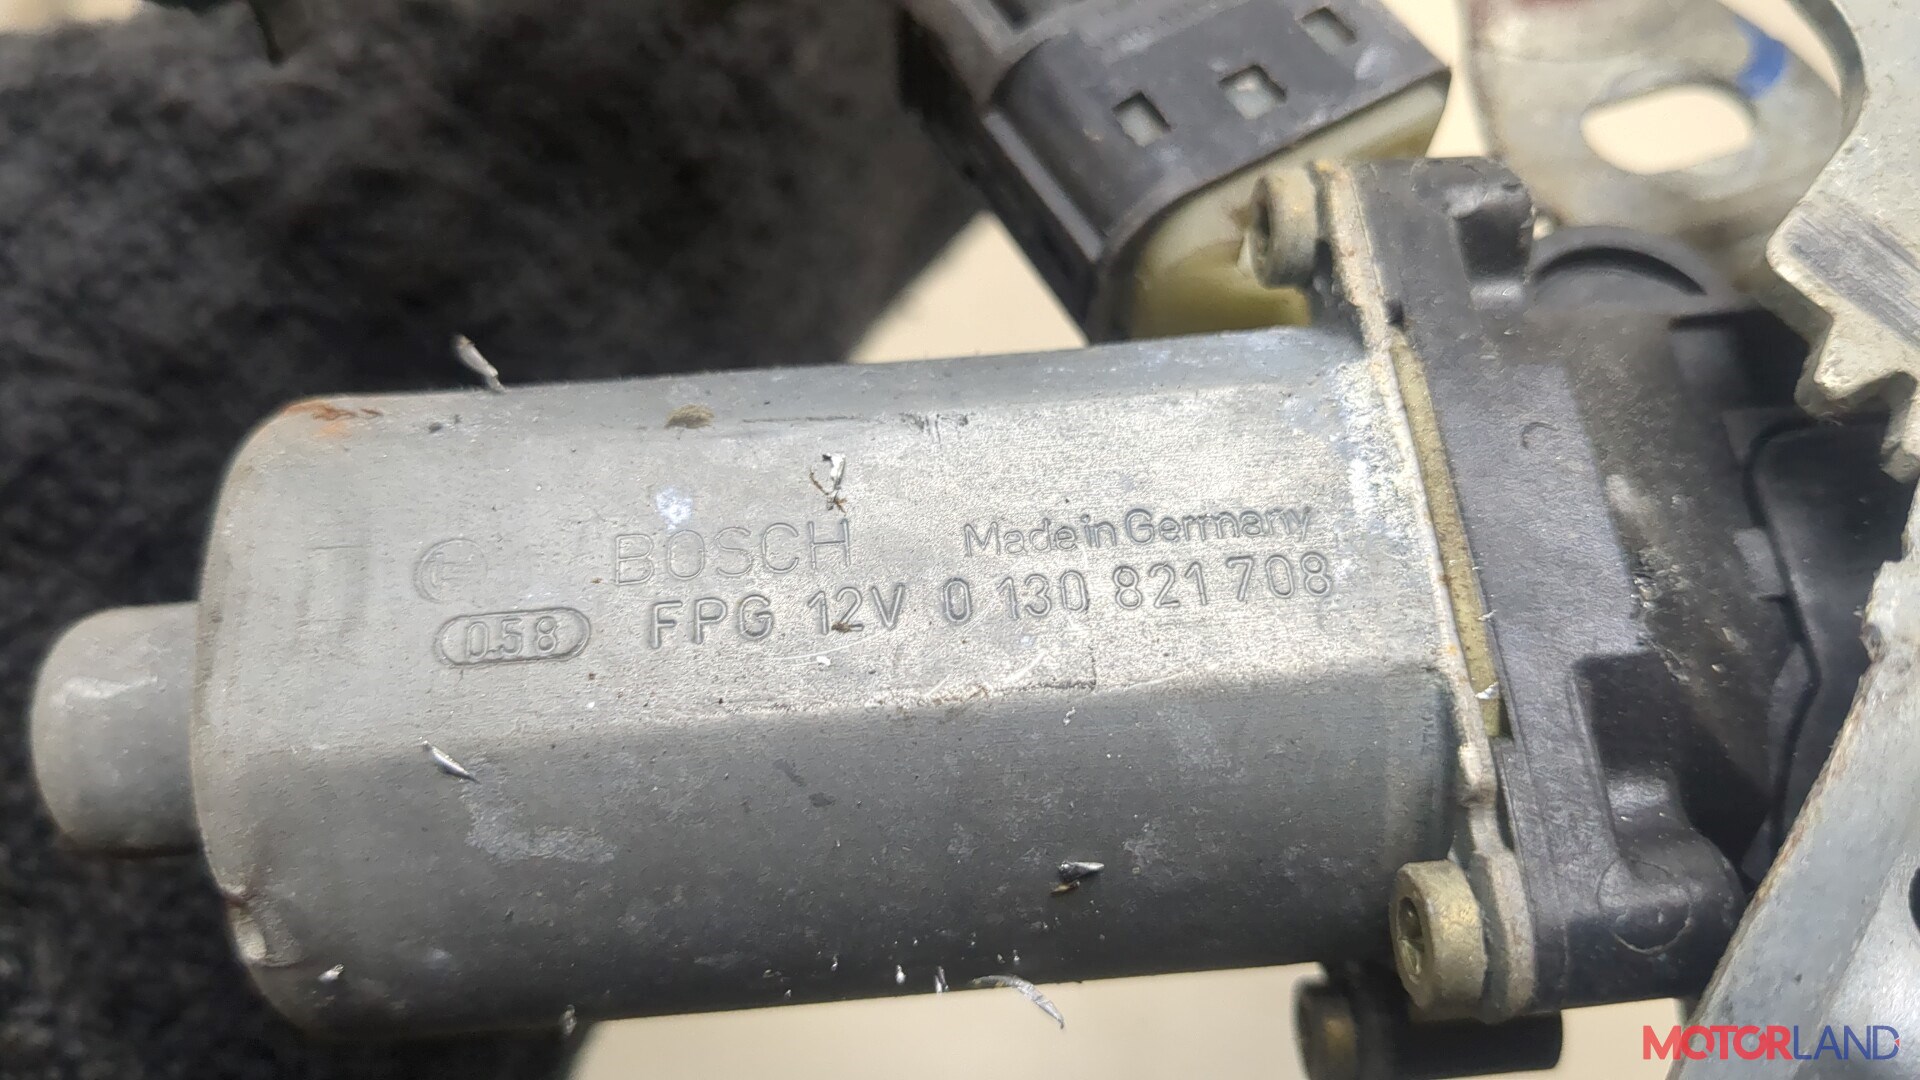 BOSCH Made in Germany
058 FPG 12V 0 130 821 708
MOTORLAND